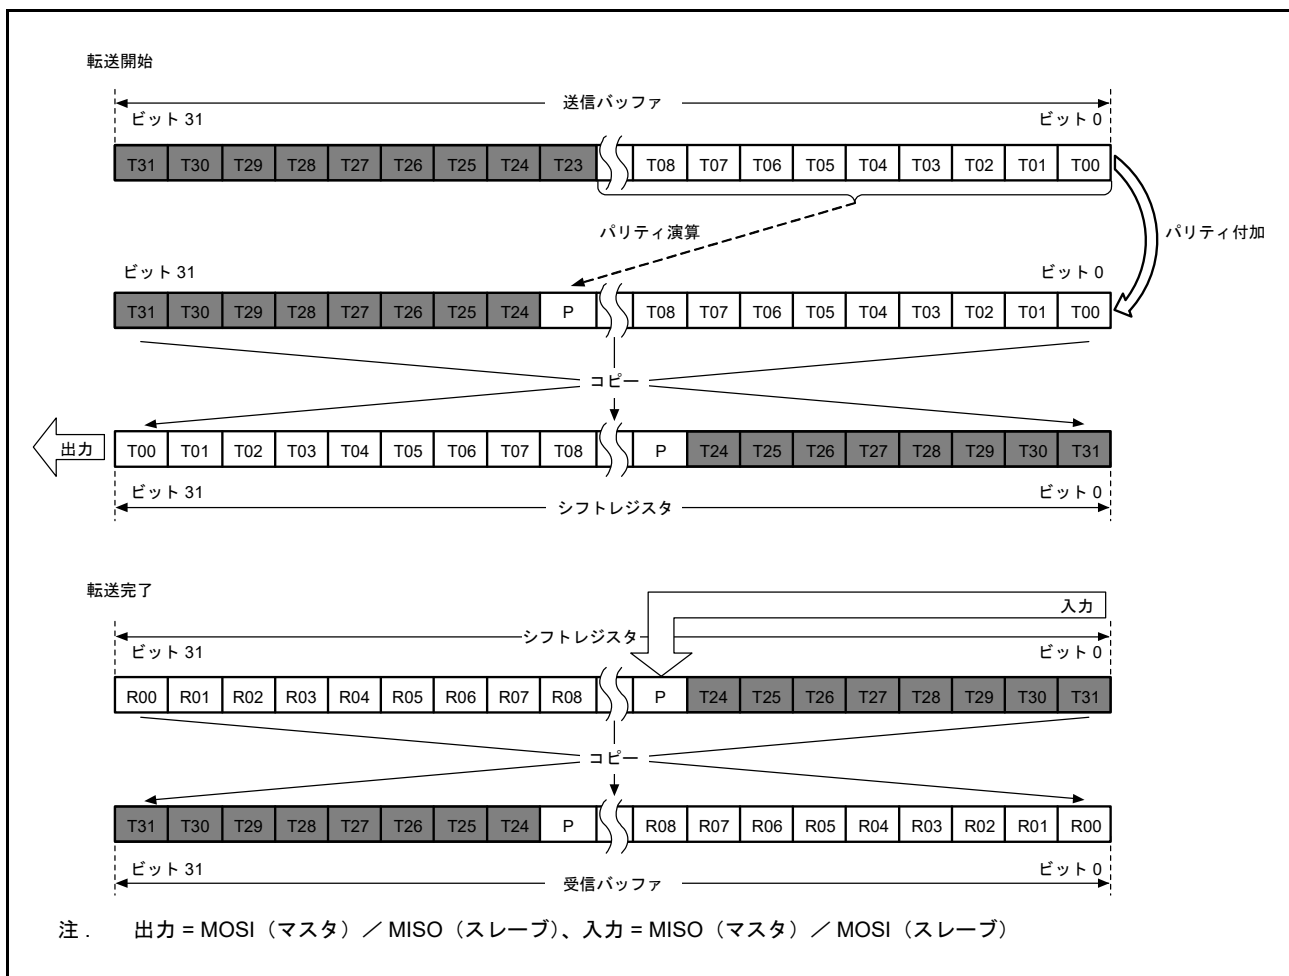 転送開始
送信バッファ
ビット 31 ビット 0
T31 T30 T29 T28 T27 T26 T25 T24 T23 T08 T07 T06 T05 T04 T03 T02 T01 T00
パリティ演算 パリティ付加
ビット 31 ビット 0
T31 T30 T29 T28 T27 T26 T25 T24 P T08 T07 T06 T05 T04 T03 T02 T01 T00
コピー
出力 T00 T01 T02 T03 T04 T05 T06 T07 T08 P T24 T25 T26 T27 T28 T29 T30 T31
ビット 31 ビット 0
シフトレジスタ
転送完了
入力
シフトレジスタ
ビット 31 ビット 0
R00 R01 R02 R03 R04 R05 R06 R07 R08 P T24 T25 T26 T27 T28 T29 T30 T31
コピー
T31 T30 T29 T28 T27 T26 T25 T24 P R08 R07 R06 R05 R04 R03 R02 R01 R00
ビット 31 ビット 0
受信バッファ
注 . 出力 = MOSI（マスタ）／ MISO（スレーブ）、入力 = MISO（マスタ）／ MOSI（スレーブ）